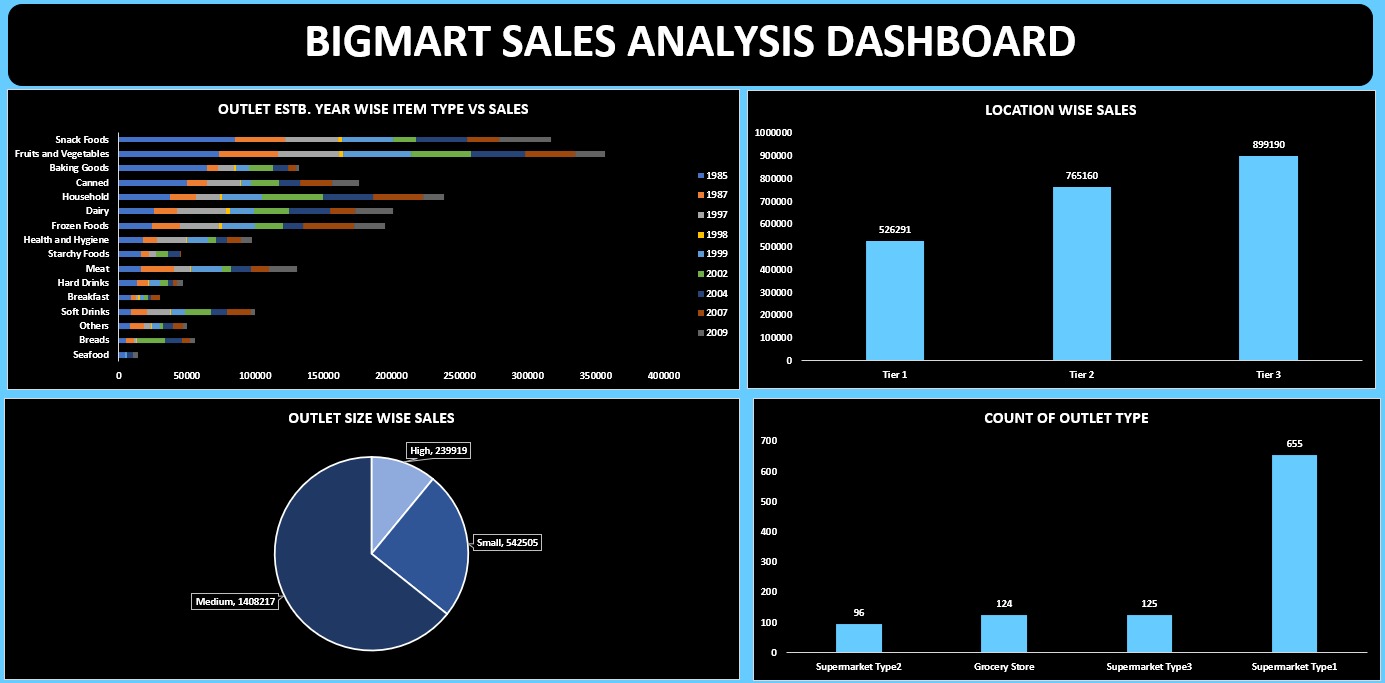 BIGMART SALES ANALYSIS DASHBOARD
OUTLET ESTB. YEAR WISE ITEM TYPE VS SALES
Snack Foods
Fruits and Vegetables
Baking Goods
Canned
Household
Dairy
Frozen Foods
Health and Hygiene
Starchy Foods
Meat
Hard Drinks
Breakfast
Soft Drinks
Others
Breads
Seafood
0 50000 100000 150000 200000 250000 300000 350000 400000
1985
1987
1997
1998
1999
2002
2004
2007
2009
LOCATION WISE SALES
1000000
900000
800000
700000
600000
500000
400000
300000
200000
100000
0
526291
765160
899190
Tier 1 Tier 2 Tier 3
OUTLET SIZE WISE SALES
High, 239919
Small, 542505
Medium, 1408217
COUNT OF OUTLET TYPE
700
600
500
400
300
200
100
0
96
124
125
655
Supermarket Type2 Grocery Store Supermarket Type3 Supermarket Type1